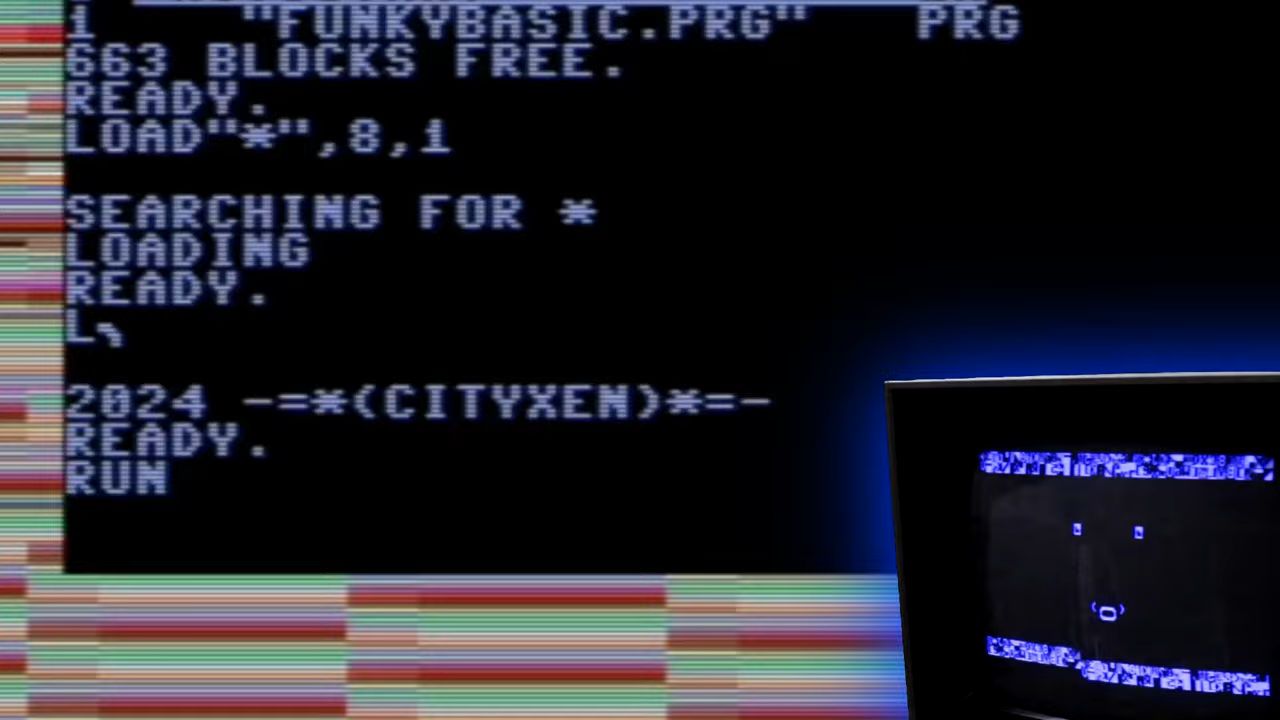 1 "FUNKYBASIC.PRG" PRG
663 BLOCKS FREE.
READY.
LOAD"*",8,1
SEARCHING FOR *
LOADING
READY.
L╮
2024 -=*(CITYXEN)*=-
READY.
RUN